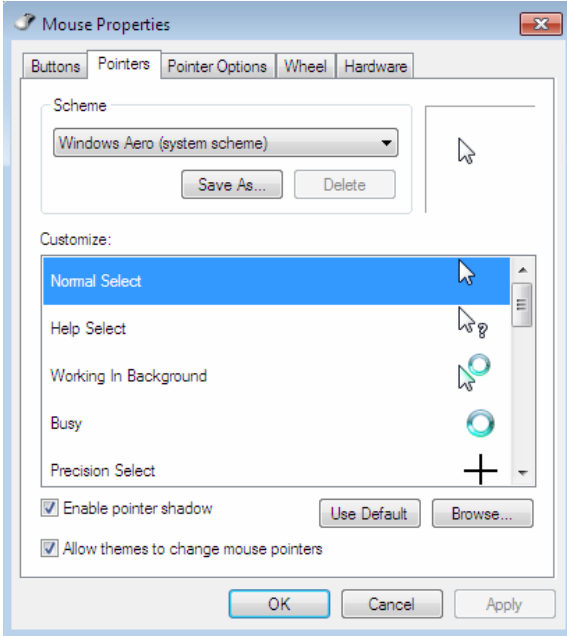 Mouse Properties
Buttons Pointers Pointer Options Wheel Hardware
Scheme
Windows Aero (system scheme)
Save As... Delete
Customize:
Normal Select
Help Select
Working In Background
Busy
Precision Select
Enable pointer shadow Use Default Browse...
Allow themes to change mouse pointers
OK Cancel Apply